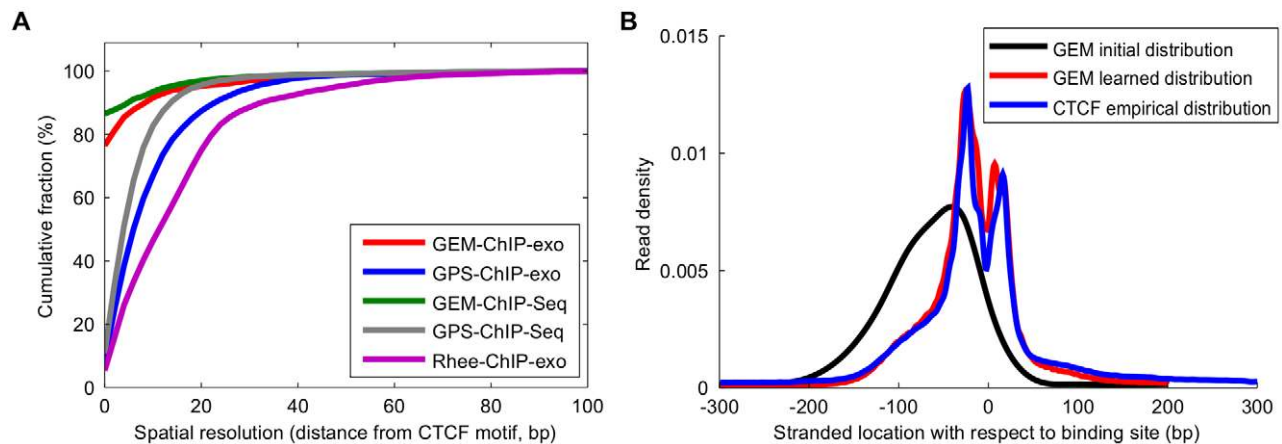 A
Cumulative fraction (%)
100
80
60
40
20
0
GEM-ChIP-exo
GPS-ChIP-exo
GEM-ChIP-Seq
GPS-ChIP-Seq
Rhee-ChIP-exo
0 20 40 60 80 100
Spatial resolution (distance from CTCF motif, bp)
B
Read density
0.015
0.01
0.005
0
GEM initial distribution
GEM learned distribution
CTCF empirical distribution
-300 -200 -100 0 100 200 300
Stranded location with respect to binding site (bp)